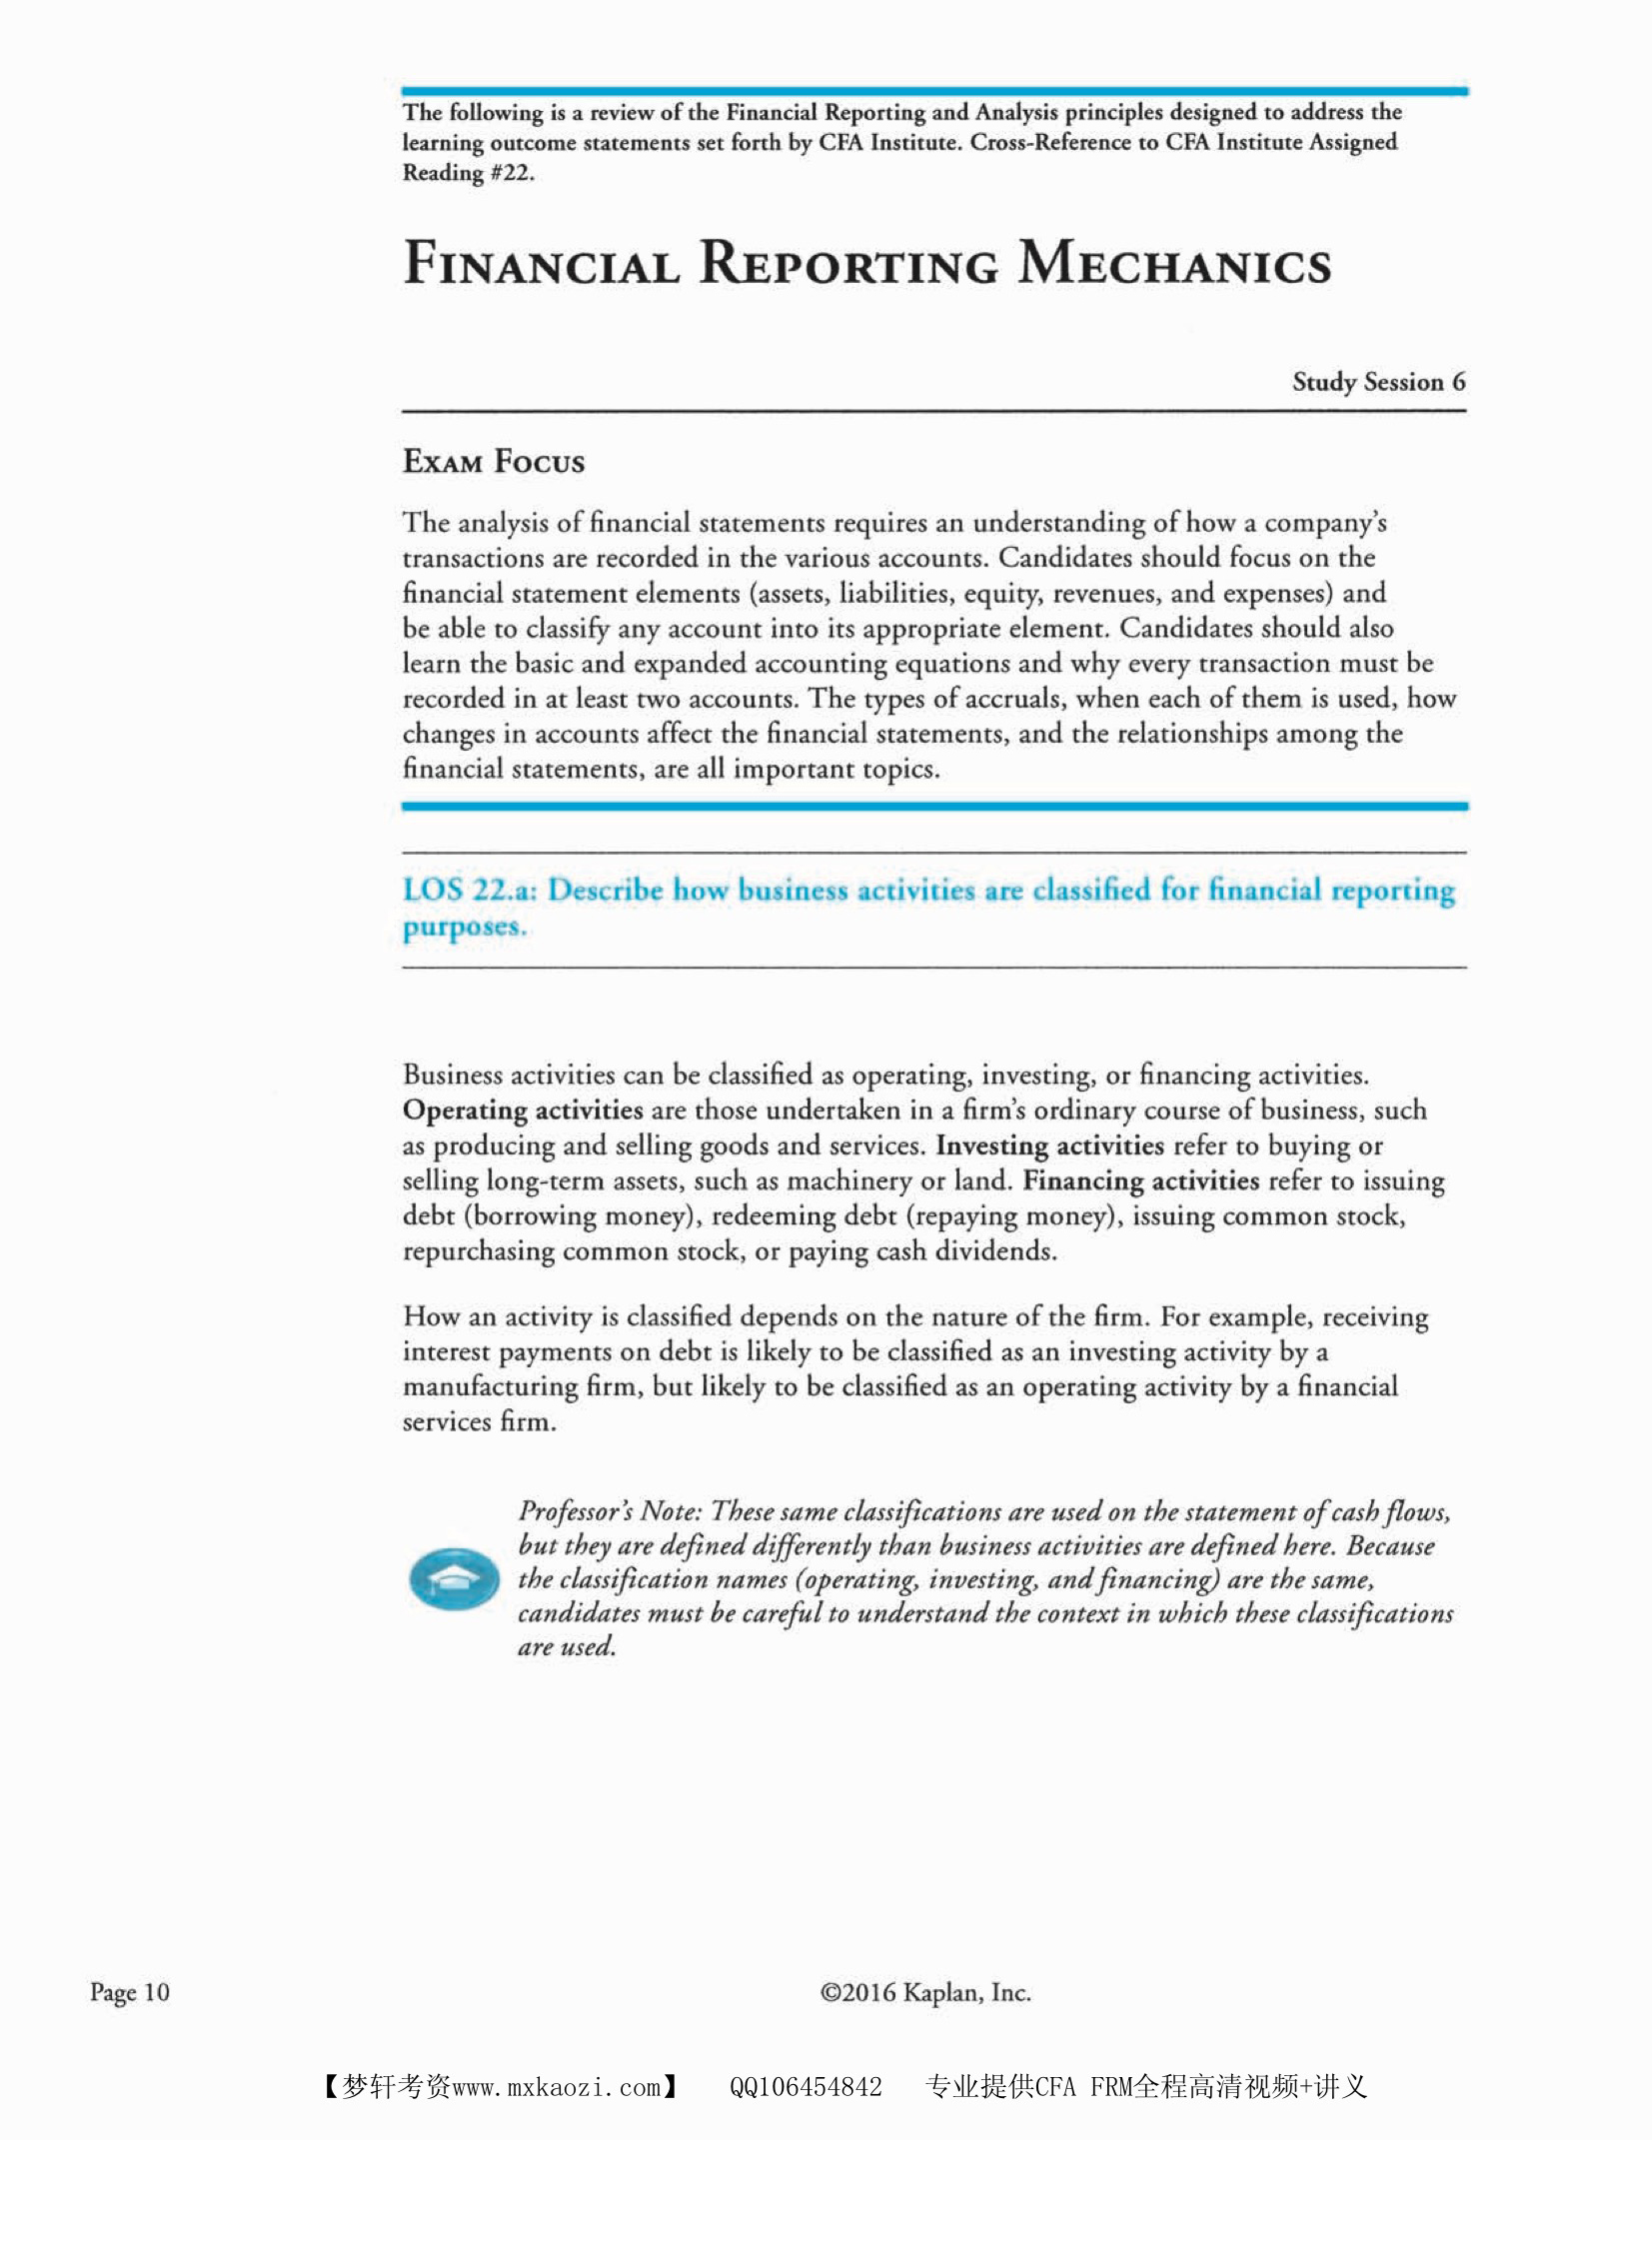 The following is a review of the Financial Reporting and Analysis principles designed to address the
learning outcome statements set forth by CFA Institute. Cross-Reference to CFA Institute Assigned
Reading #22.
FINANCIAL REPORTING MECHANICS
Study Session 6
EXAM FOCUS
The analysis of financial statements requires an understanding of how a company's
transactions are recorded in the various accounts. Candidates should focus on the
financial statement elements (assets, liabilities, equity, revenues, and expenses) and
be able to classify any account into its appropriate element. Candidates should also
learn the basic and expanded accounting equations and why every transaction must be
recorded in at least two accounts. The types of accruals, when each of them is used, how
changes in accounts affect the financial statements, and the relationships among the
financial statements, are all important topics.
LOS 22.a: Describe how business activities are classified for financial reporting
purposes.
Business activities can be classified as operating, investing, or financing activities.
Operating activities are those undertaken in a firm's ordinary course of business, such
as producing and selling goods and services. Investing activities refer to buying or
selling long-term assets, such as machinery or land. Financing activities refer to issuing
debt (borrowing money), redeeming debt (repaying money), issuing common stock,
repurchasing common stock, or paying cash dividends.
How an activity is classified depends on the nature of the firm. For example, receiving
interest payments on debt is likely to be classified as an investing activity by a
manufacturing firm, but likely to be classified as an operating activity by a financial
services firm.
Professor's Note: These same classifications are used on the statement of cash flows,
but they are defined differently than business activities are defined here. Because
the classification names (operating, investing, and financing) are the same,
candidates must be careful to understand the context in which these classifications
are used.
Page 10
©2016 Kaplan, Inc.
【梦轩考资www.mxkaozi.com】 QQ106454842 专业提供CFA FRM全程高清视频+讲义